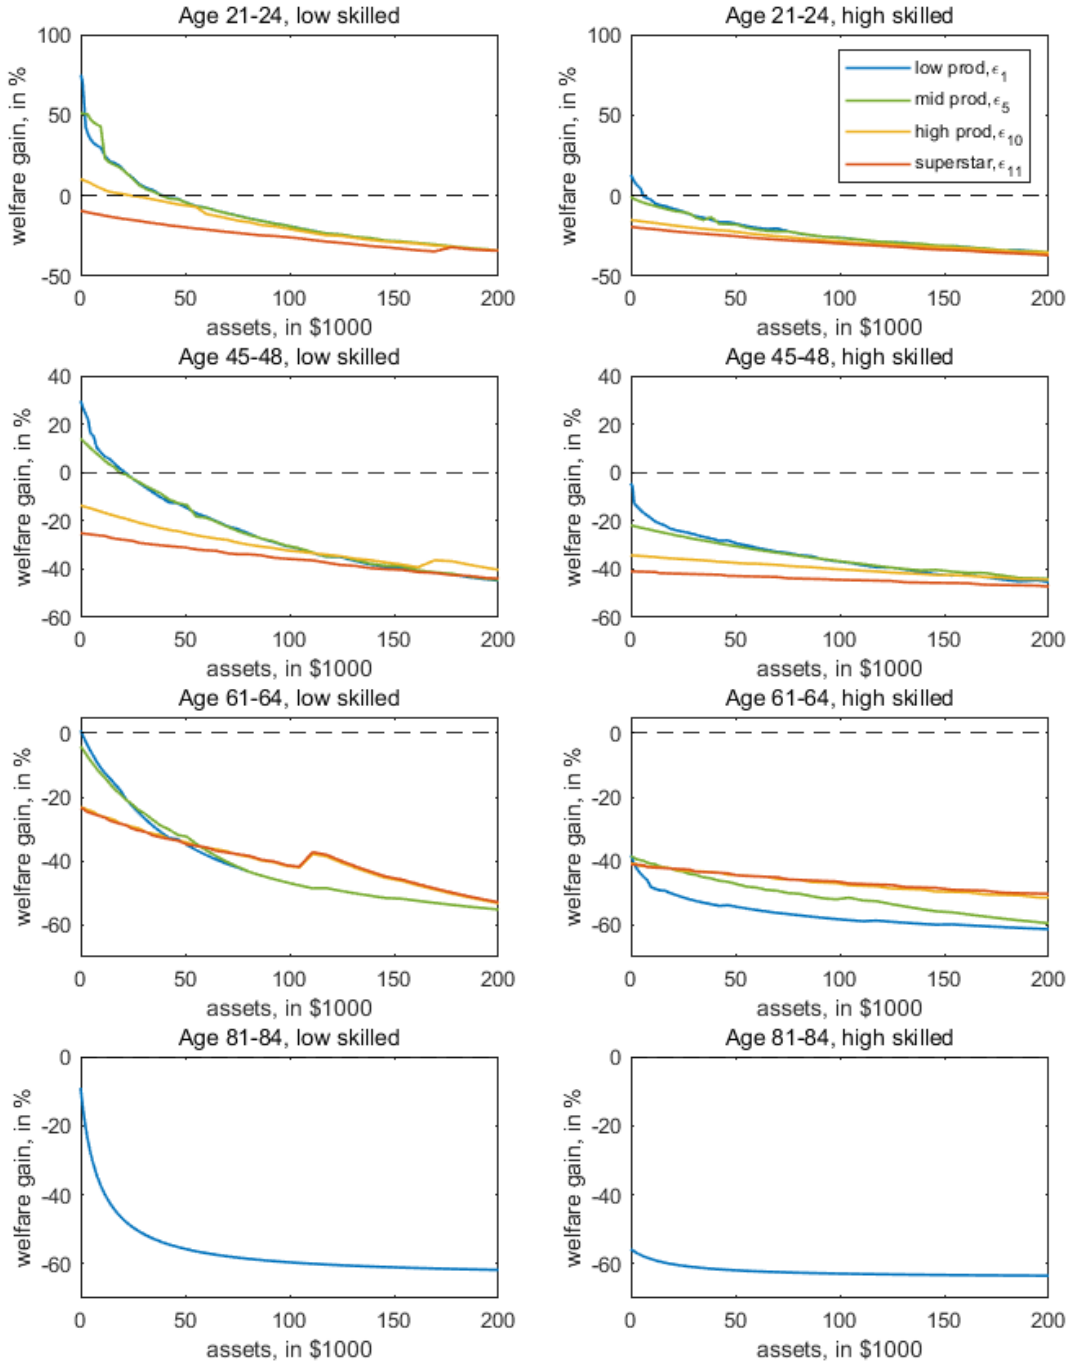 Age 21-24, low skilled
100
50
0
-50
welfare gain, in %
0 50 100 150 200
assets, in $1000
Age 21-24, high skilled
100
50
0
-50
welfare gain, in %
low prod,ϵ1
mid prod,ϵ5
high prod,ϵ10
superstar,ϵ11
0 50 100 150 200
assets, in $1000
Age 45-48, low skilled
40
20
0
-20
-40
-60
welfare gain, in %
0 50 100 150 200
assets, in $1000
Age 45-48, high skilled
40
20
0
-20
-40
-60
welfare gain, in %
0 50 100 150 200
assets, in $1000
Age 61-64, low skilled
0
-20
-40
-60
welfare gain, in %
0 50 100 150 200
assets, in $1000
Age 61-64, high skilled
0
-20
-40
-60
welfare gain, in %
0 50 100 150 200
assets, in $1000
Age 81-84, low skilled
0
-20
-40
-60
welfare gain, in %
0 50 100 150 200
assets, in $1000
Age 81-84, high skilled
0
-20
-40
-60
welfare gain, in %
0 50 100 150 200
assets, in $1000